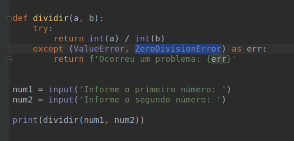 def dividir(a, b):
    try:
        return int(a) / int(b)
    except (ValueError, ZeroDivisionError) as err:
        return f'Ocorreu um problema: {err}'
num1 = input('Informe o primeiro número: ')
num2 = input('Informe o segundo número: ')
print(dividir(num1, num2))